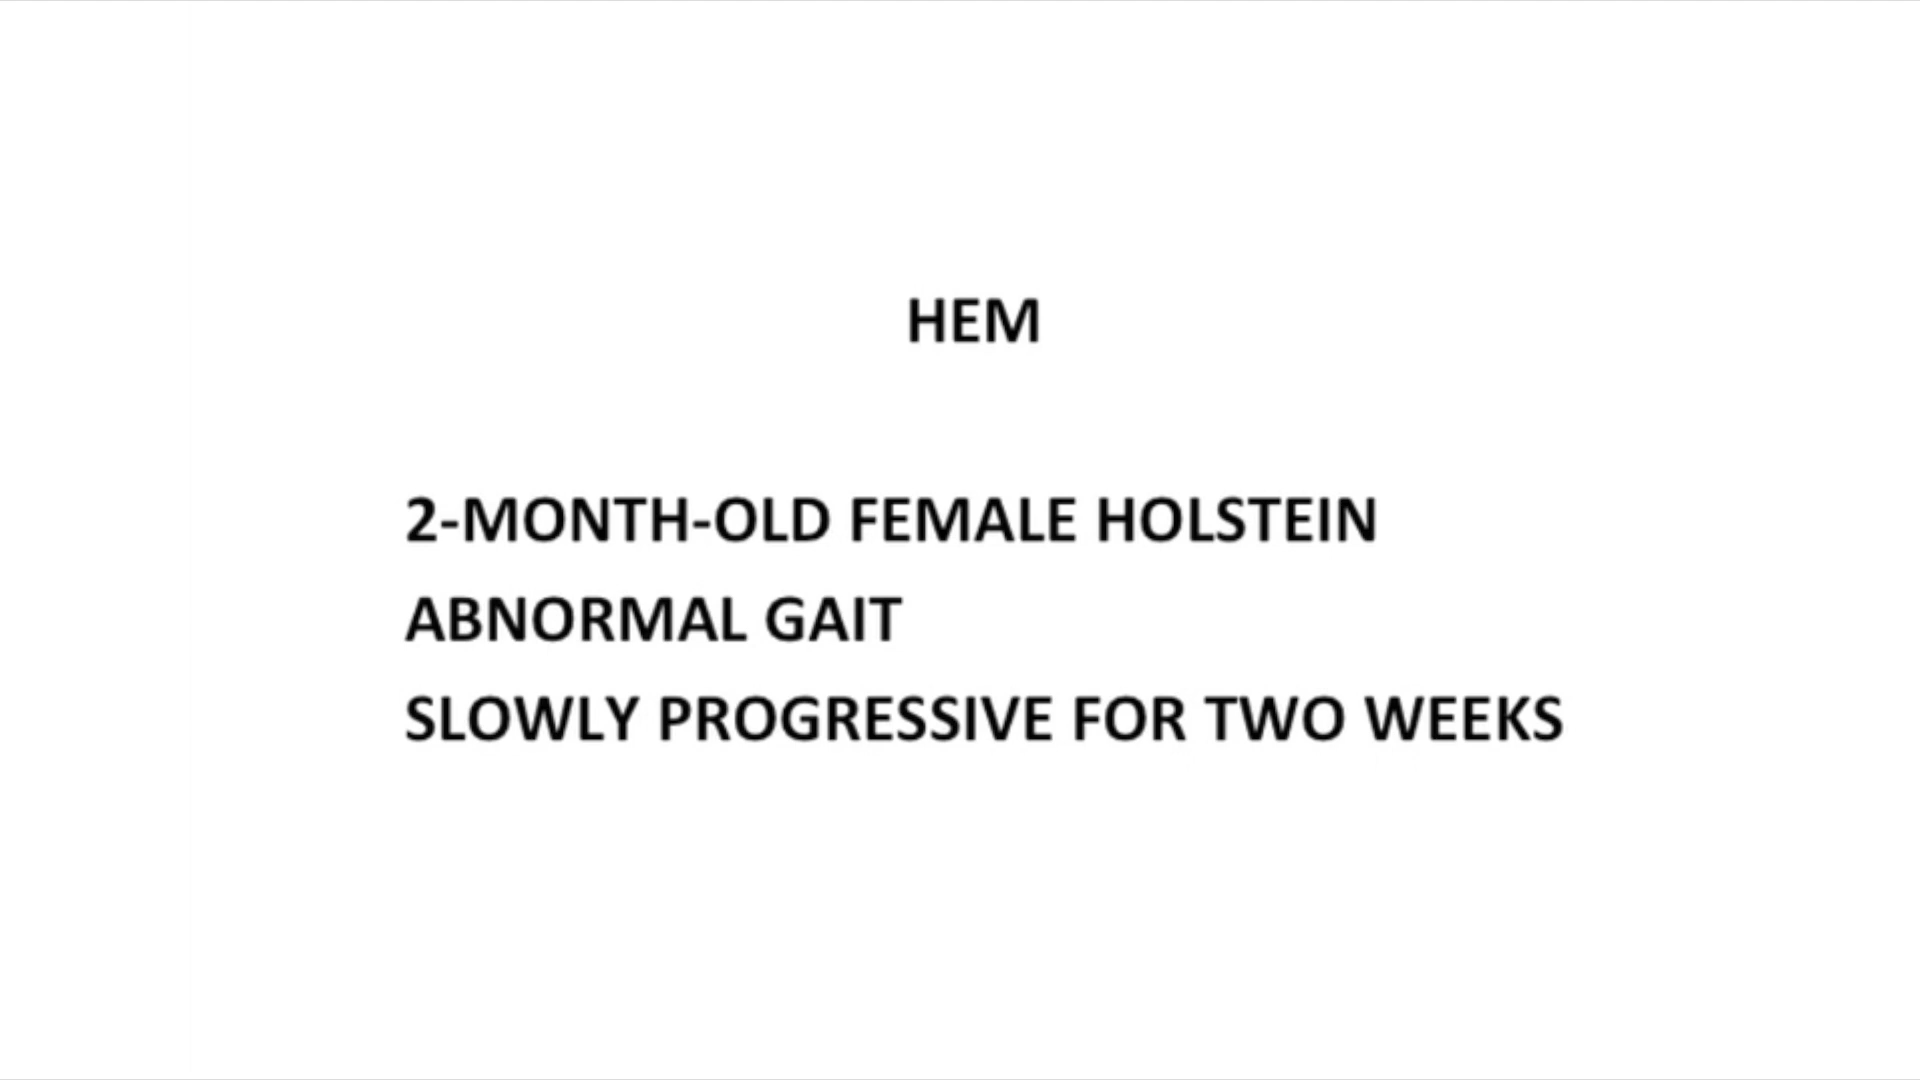 HEM
2-MONTH-OLD FEMALE HOLSTEIN
ABNORMAL GAIT
SLOWLY PROGRESSIVE FOR TWO WEEKS